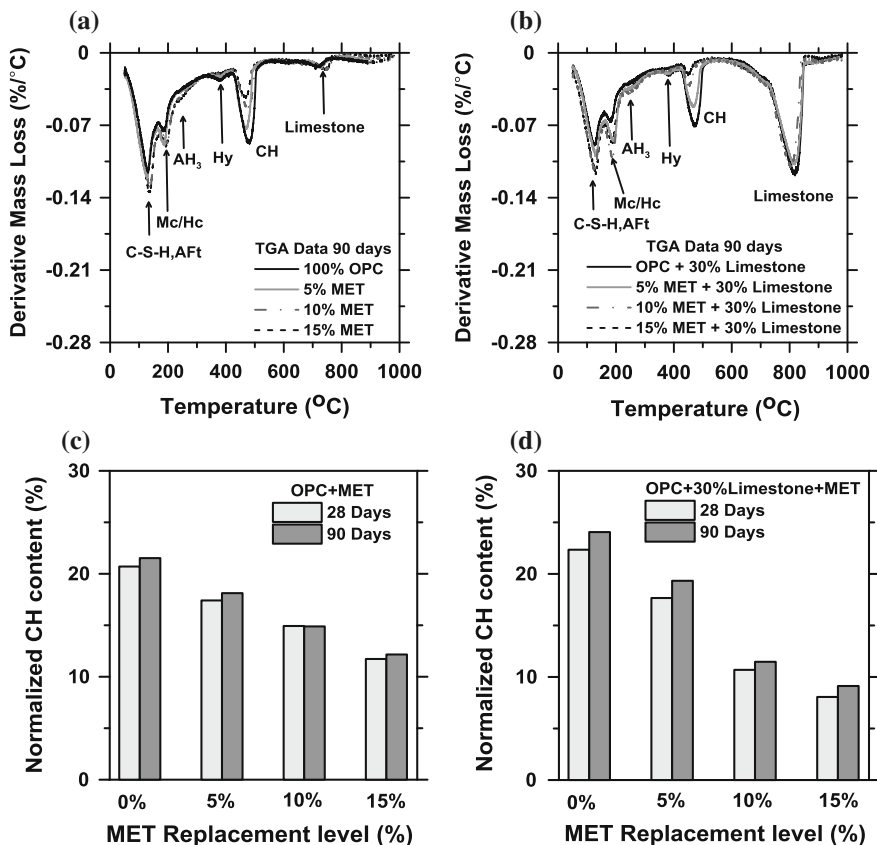 (a)
Derivative Mass Loss (%/°C)
0
-0.07
-0.14
-0.21
-0.28
AH3
Hy
CH
Limestone
Mc/Hc
C-S-H,AFt
TGA Data 90 days
100% OPC
5% MET
10% MET
15% MET
0 200 400 600 800 1000
Temperature (OC)
(b)
Derivative Mass Loss (%/°C)
0
-0.07
-0.14
-0.21
-0.28
AH3
Hy
CH
Mc/Hc
Limestone
C-S-H,AFt
TGA Data 90 days
OPC + 30% Limestone
5% MET + 30% Limestone
10% MET + 30% Limestone
15% MET + 30% Limestone
0 200 400 600 800 1000
Temperature (OC)
(c)
Normalized CH content (%)
30
20
10
0
OPC+MET
28 Days
90 Days
0% 5% 10% 15%
MET Replacement level (%)
(d)
Normalized CH content (%)
30
20
10
0
OPC+30%Limestone+MET
28 Days
90 Days
0% 5% 10% 15%
MET Replacement level (%)